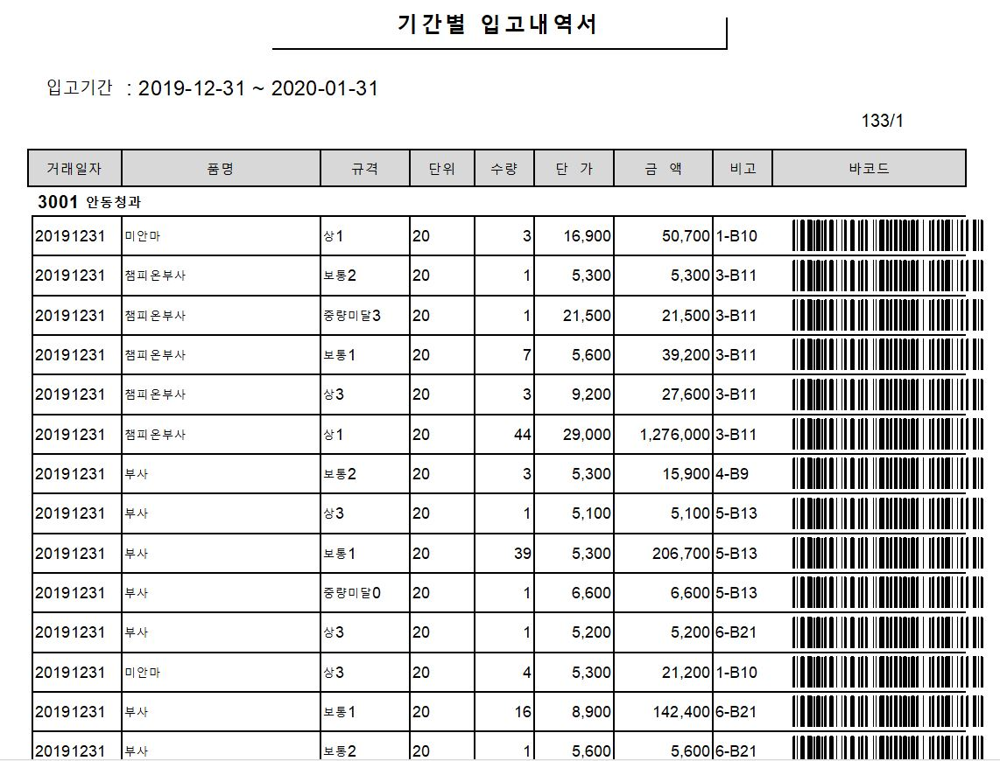 기간별 입고내역서
입고기간 : 2019-12-31 ~ 2020-01-31
133/1
거래일자 품명 규격 단위 수량 단 가 금 액 비고 바코드
3001 안동청과
20191231 미안마 상1 20 3 16,900 50,700 1-B10
20191231 챔피온부사 보통2 20 1 5,300 5,300 3-B11
20191231 챔피온부사 중량미달3 20 1 21,500 21,500 3-B11
20191231 챔피온부사 보통1 20 7 5,600 39,200 3-B11
20191231 챔피온부사 상3 20 3 9,200 27,600 3-B11
20191231 챔피온부사 상1 20 44 29,000 1,276,000 3-B11
20191231 부사 보통2 20 3 5,300 15,900 4-B9
20191231 부사 상3 20 1 5,100 5,100 5-B13
20191231 부사 보통1 20 39 5,300 206,700 5-B13
20191231 부사 중량미달0 20 1 6,600 6,600 5-B13
20191231 부사 상3 20 1 5,200 5,200 6-B21
20191231 미안마 상3 20 4 5,300 21,200 1-B10
20191231 부사 보통1 20 16 8,900 142,400 6-B21
20191231 부사 보통2 20 1 5,600 5,600 6-B21